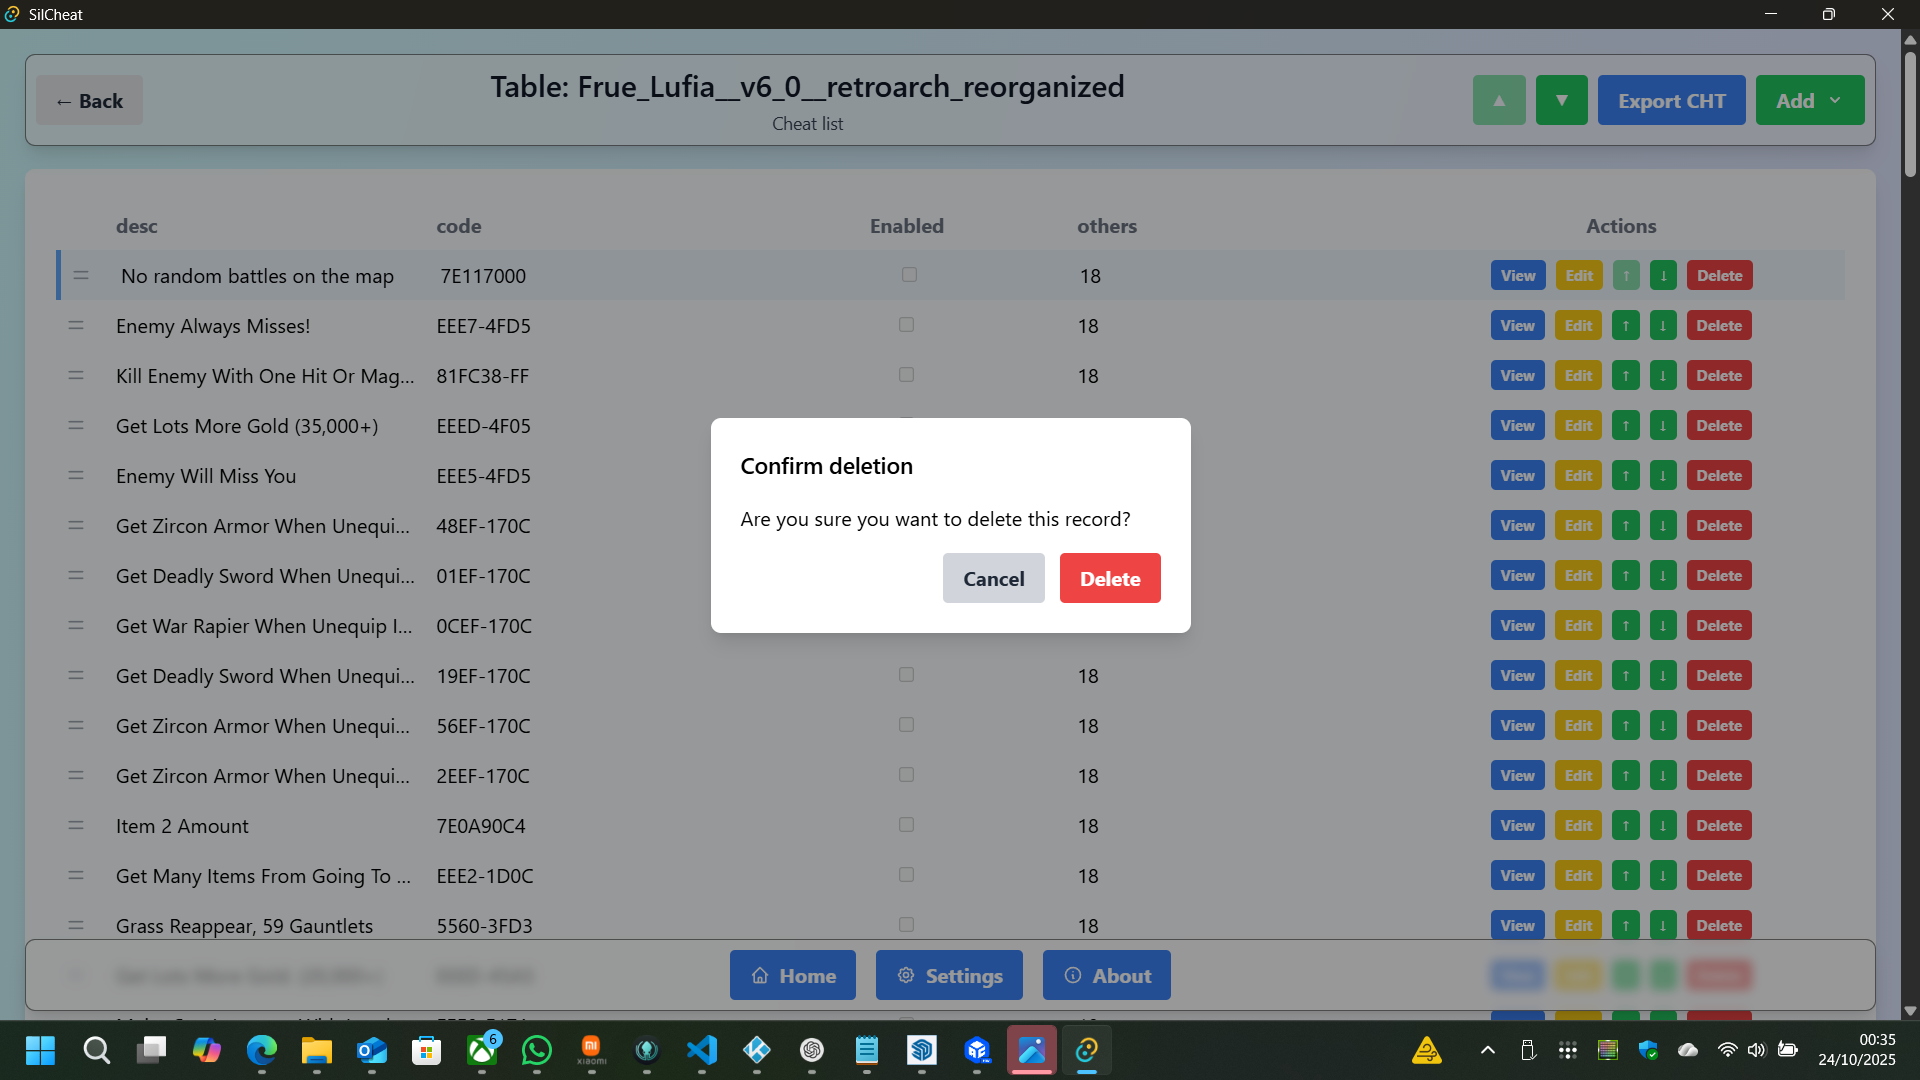 SilCheat
← Back
Table: Frue_Lufia__v6_0__retroarch_reorganized
Cheat list
▲ ▼ Export CHT Add
desc code Enabled others Actions
No random battles on the map 7E117000 18 View Edit ↑ ↓ Delete
Enemy Always Misses! EEE7-4FD5 18 View Edit ↑ ↓ Delete
Kill Enemy With One Hit Or Mag... 81FC38-FF 18 View Edit ↑ ↓ Delete
Get Lots More Gold (35,000+) EEED-4F05 View Edit ↑ ↓ Delete
Enemy Will Miss You EEE5-4FD5 View Edit ↑ ↓ Delete
Get Zircon Armor When Unequi... 48EF-170C View Edit ↑ ↓ Delete
Get Deadly Sword When Unequi... 01EF-170C View Edit ↑ ↓ Delete
Get War Rapier When Unequip I... 0CEF-170C View Edit ↑ ↓ Delete
Get Deadly Sword When Unequi... 19EF-170C 18 View Edit ↑ ↓ Delete
Get Zircon Armor When Unequi... 56EF-170C 18 View Edit ↑ ↓ Delete
Get Zircon Armor When Unequi... 2EEF-170C 18 View Edit ↑ ↓ Delete
Item 2 Amount 7E0A90C4 18 View Edit ↑ ↓ Delete
Get Many Items From Going To ... EEE2-1D0C 18 View Edit ↑ ↓ Delete
Grass Reappear, 59 Gauntlets 5560-3FD3 18 View Edit ↑ ↓ Delete
Confirm deletion
Are you sure you want to delete this record?
Cancel Delete
Home Settings About
6
mi
xiaomi
00:35
24/10/2025